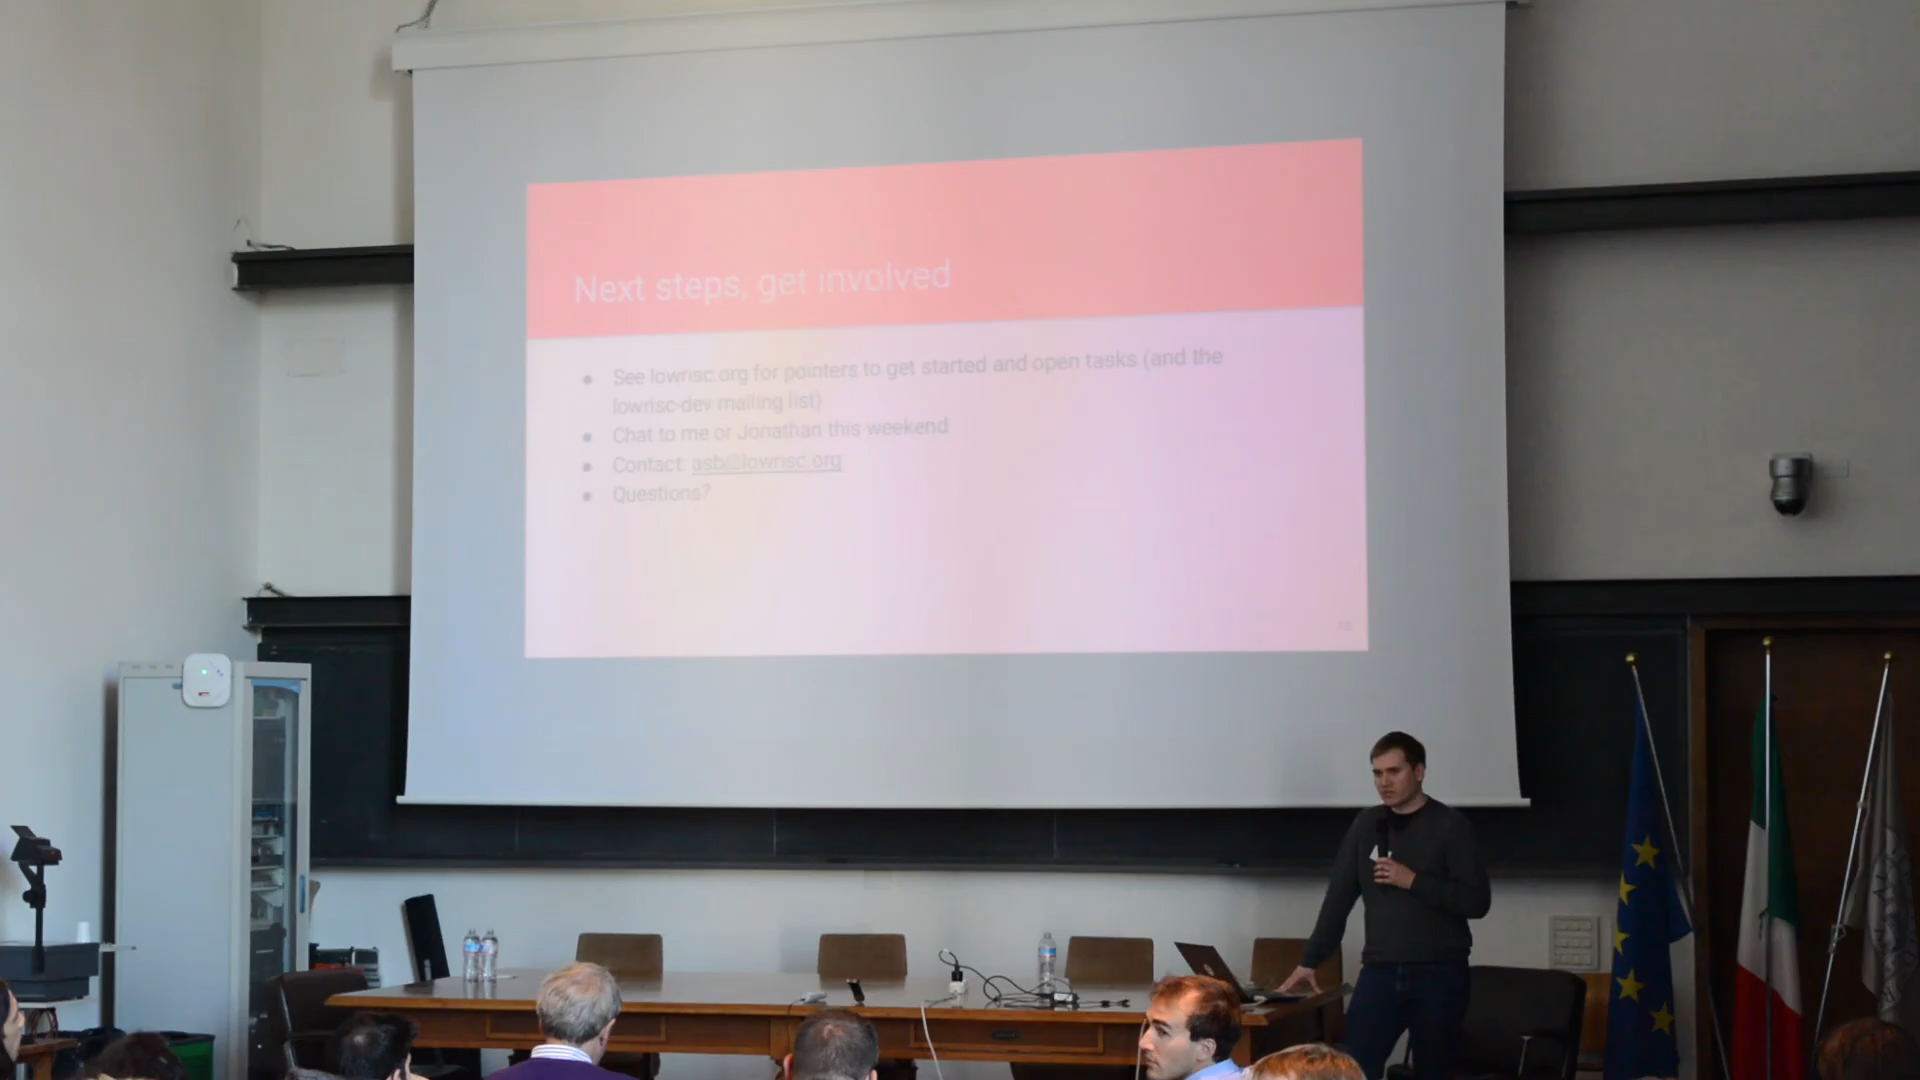 Next steps, get involved
See lowrisc.org for pointers to get started and open tasks (and the
lowrisc-dev mailing list)
Chat to me or Jonathan this weekend
Contact: asb@lowrisc.org
Questions?